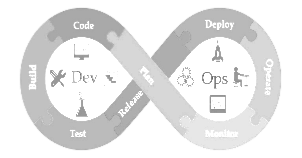 Code
Deploy
Build
Dev
Plan
Ops
Operate
Release
Test
Monitor